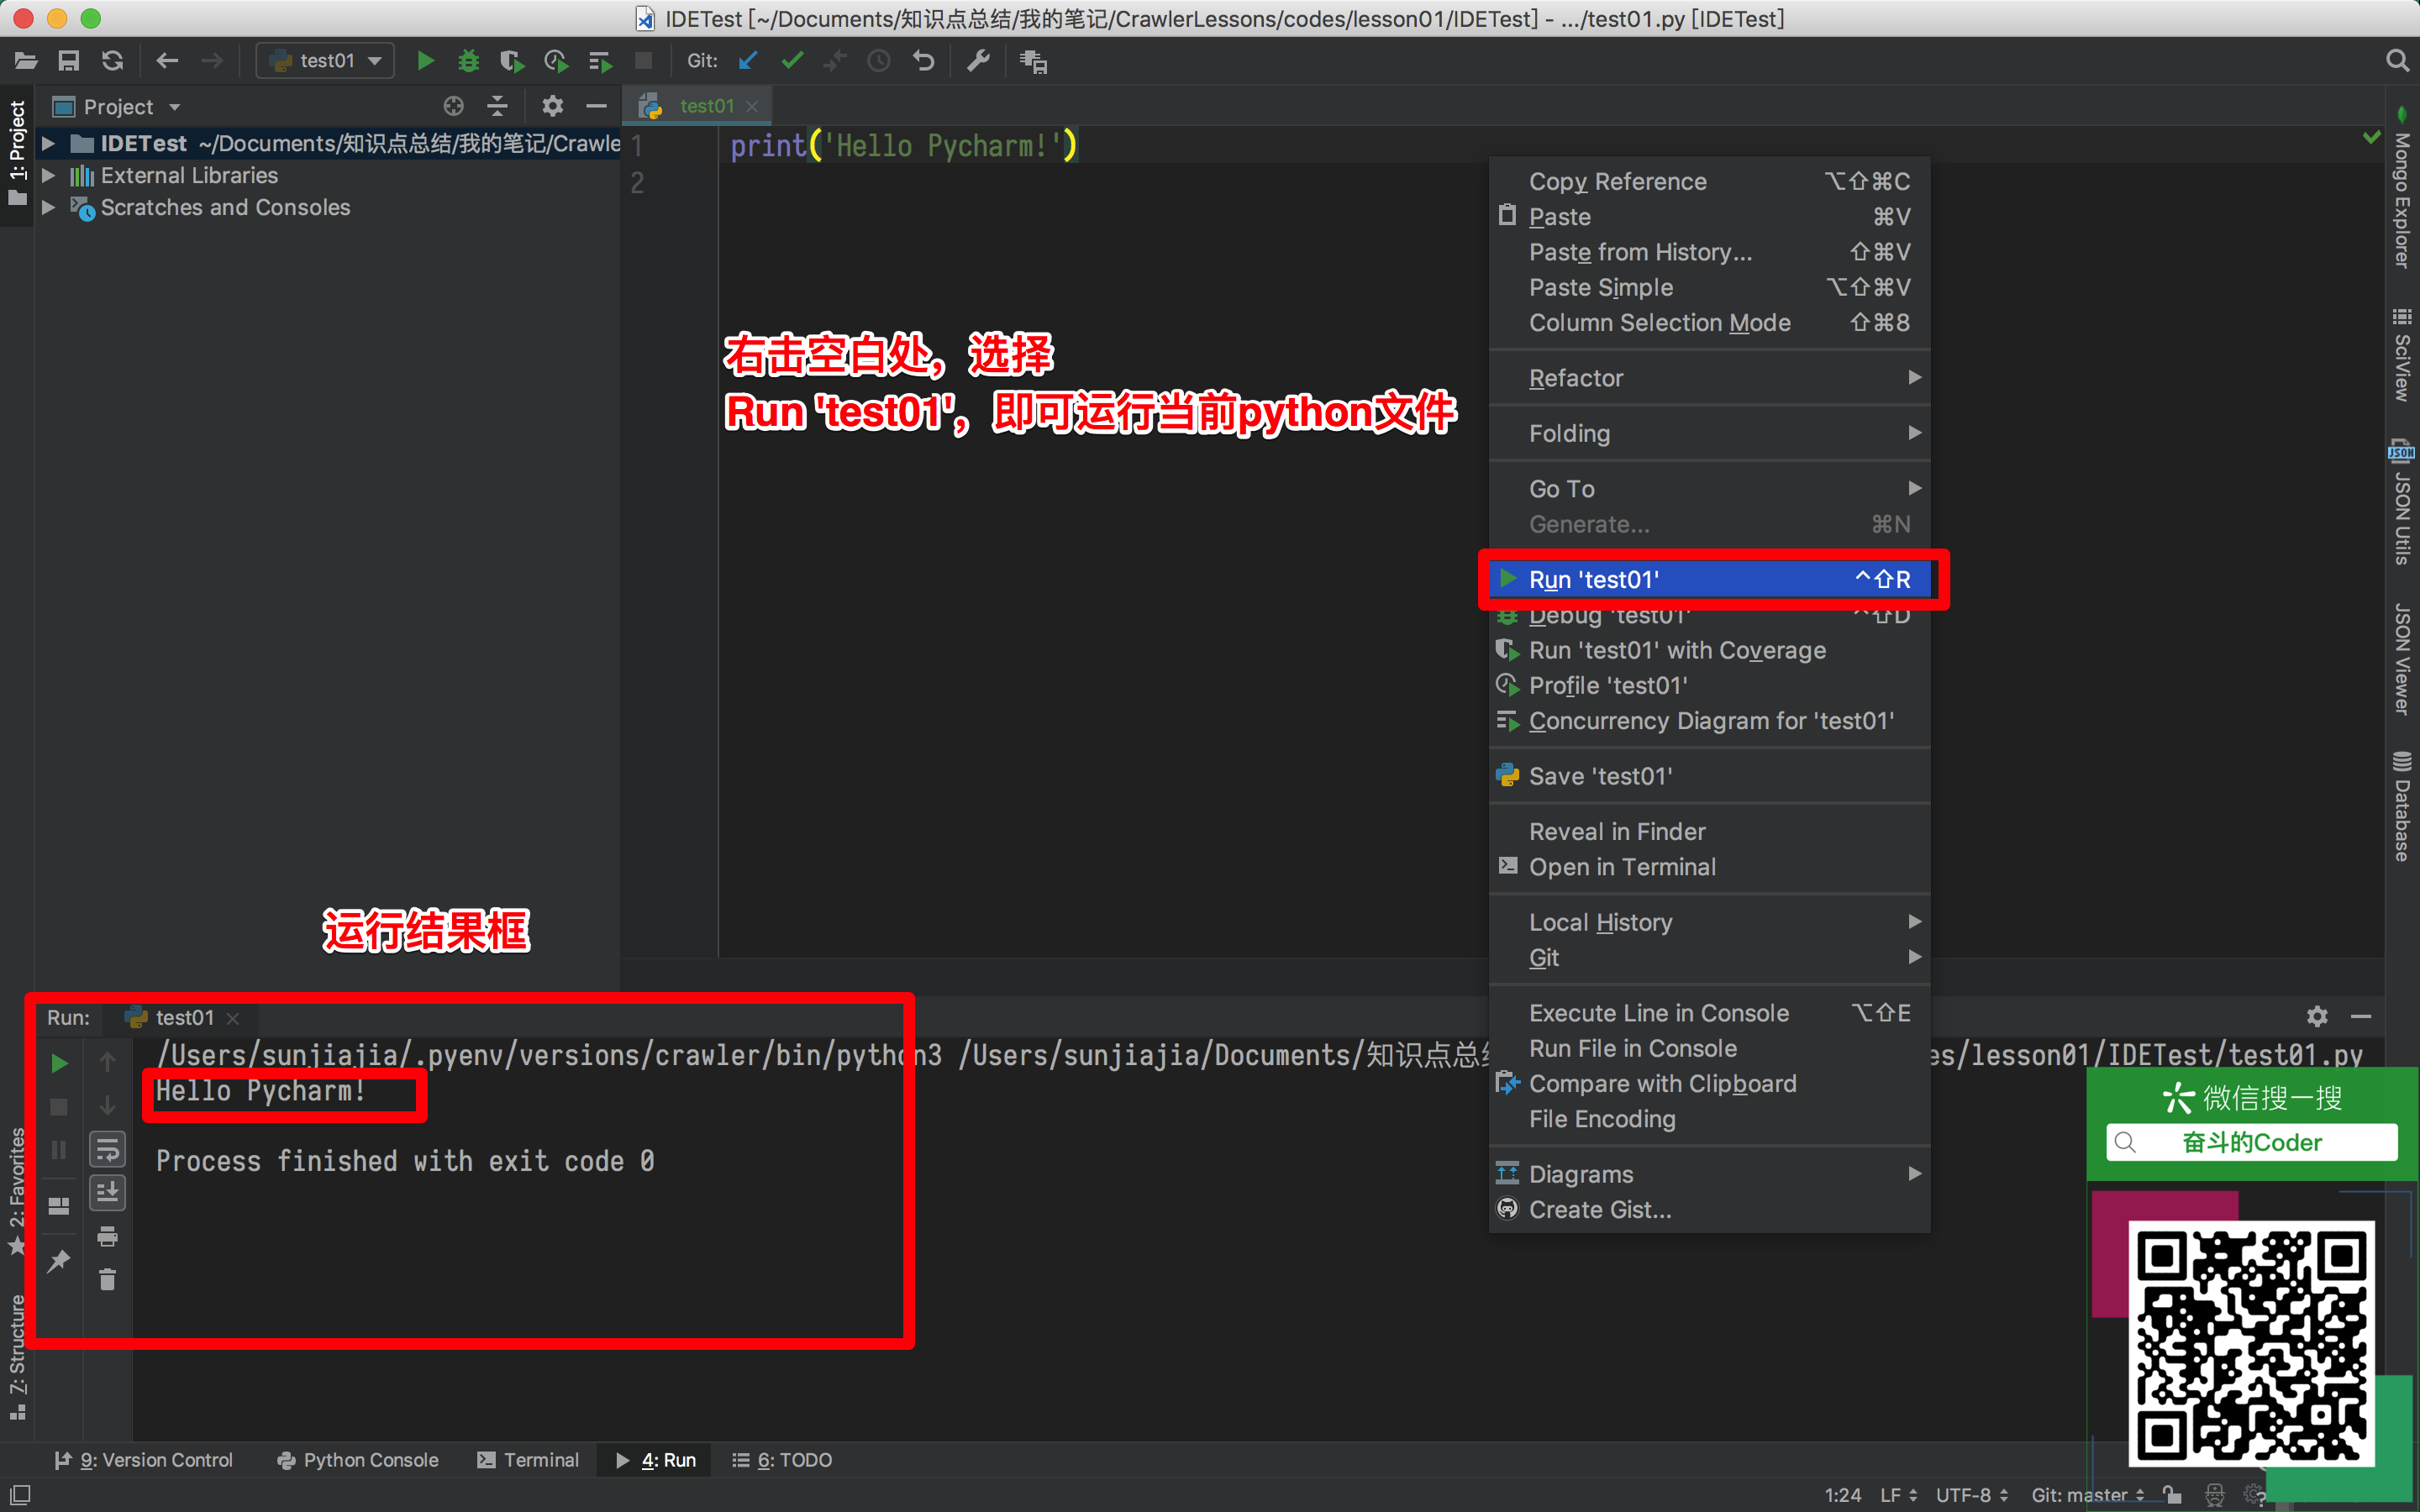 IDETest [~/Documents/知识点总结/我的笔记/CrawlerLessons/codes/lesson01/IDETest] - .../test01.py [IDETest]
test01
Git:
1: Project
Project
test01
IDETest ~/Documents/知识点总结/我的笔记/Crawle
External Libraries
Scratches and Consoles
1 print('Hello Pycharm!')
2
右击空白处，选择
Run 'test01'，即可运行当前python文件
Copy Reference ⌥⇧⌘C
Paste ⌘V
Paste from History... ⇧⌘V
Paste Simple ⌥⇧⌘V
Column Selection Mode ⇧⌘8
Refactor
Folding
Go To
Generate... ⌘N
Run 'test01' ^⇧R
Debug 'test01' ^⇧D
Run 'test01' with Coverage
Profile 'test01'
Concurrency Diagram for 'test01'
Save 'test01'
Reveal in Finder
Open in Terminal
Local History
Git
Execute Line in Console ⌥⇧E
Run File in Console
Compare with Clipboard
File Encoding
Diagrams
Create Gist...
Mongo Explorer
SciView
JSON
JSON Utils
JSON Viewer
Database
运行结果框
Run: test01
/Users/sunjiajia/.pyenv/versions/crawler/bin/python3 /Users/sunjiajia/Documents/知识点总 es/lesson01/IDETest/test01.py
Hello Pycharm!
Process finished with exit code 0
2: Favorites
7: Structure
微信搜一搜
奋斗的Coder
9: Version Control
Python Console
Terminal
4: Run
6: TODO
1:24 LF UTF-8 Git: master